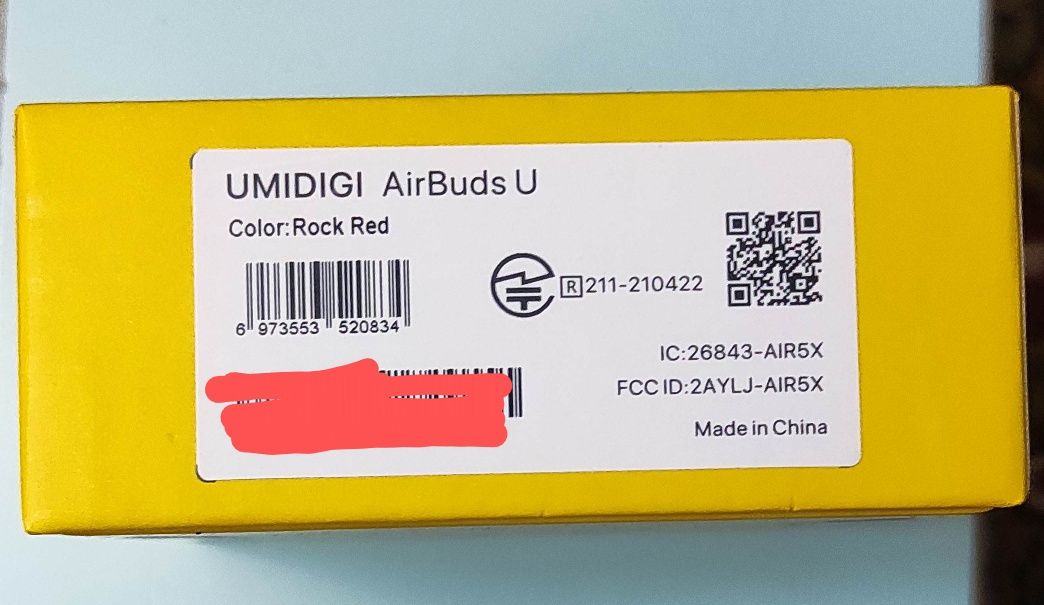 UMIDIGI AirBuds U
Color:Rock Red
6 973553 520834
R 211-210422
IC:26843-AIR5X
FCC ID:2AYLJ-AIR5X
Made in China